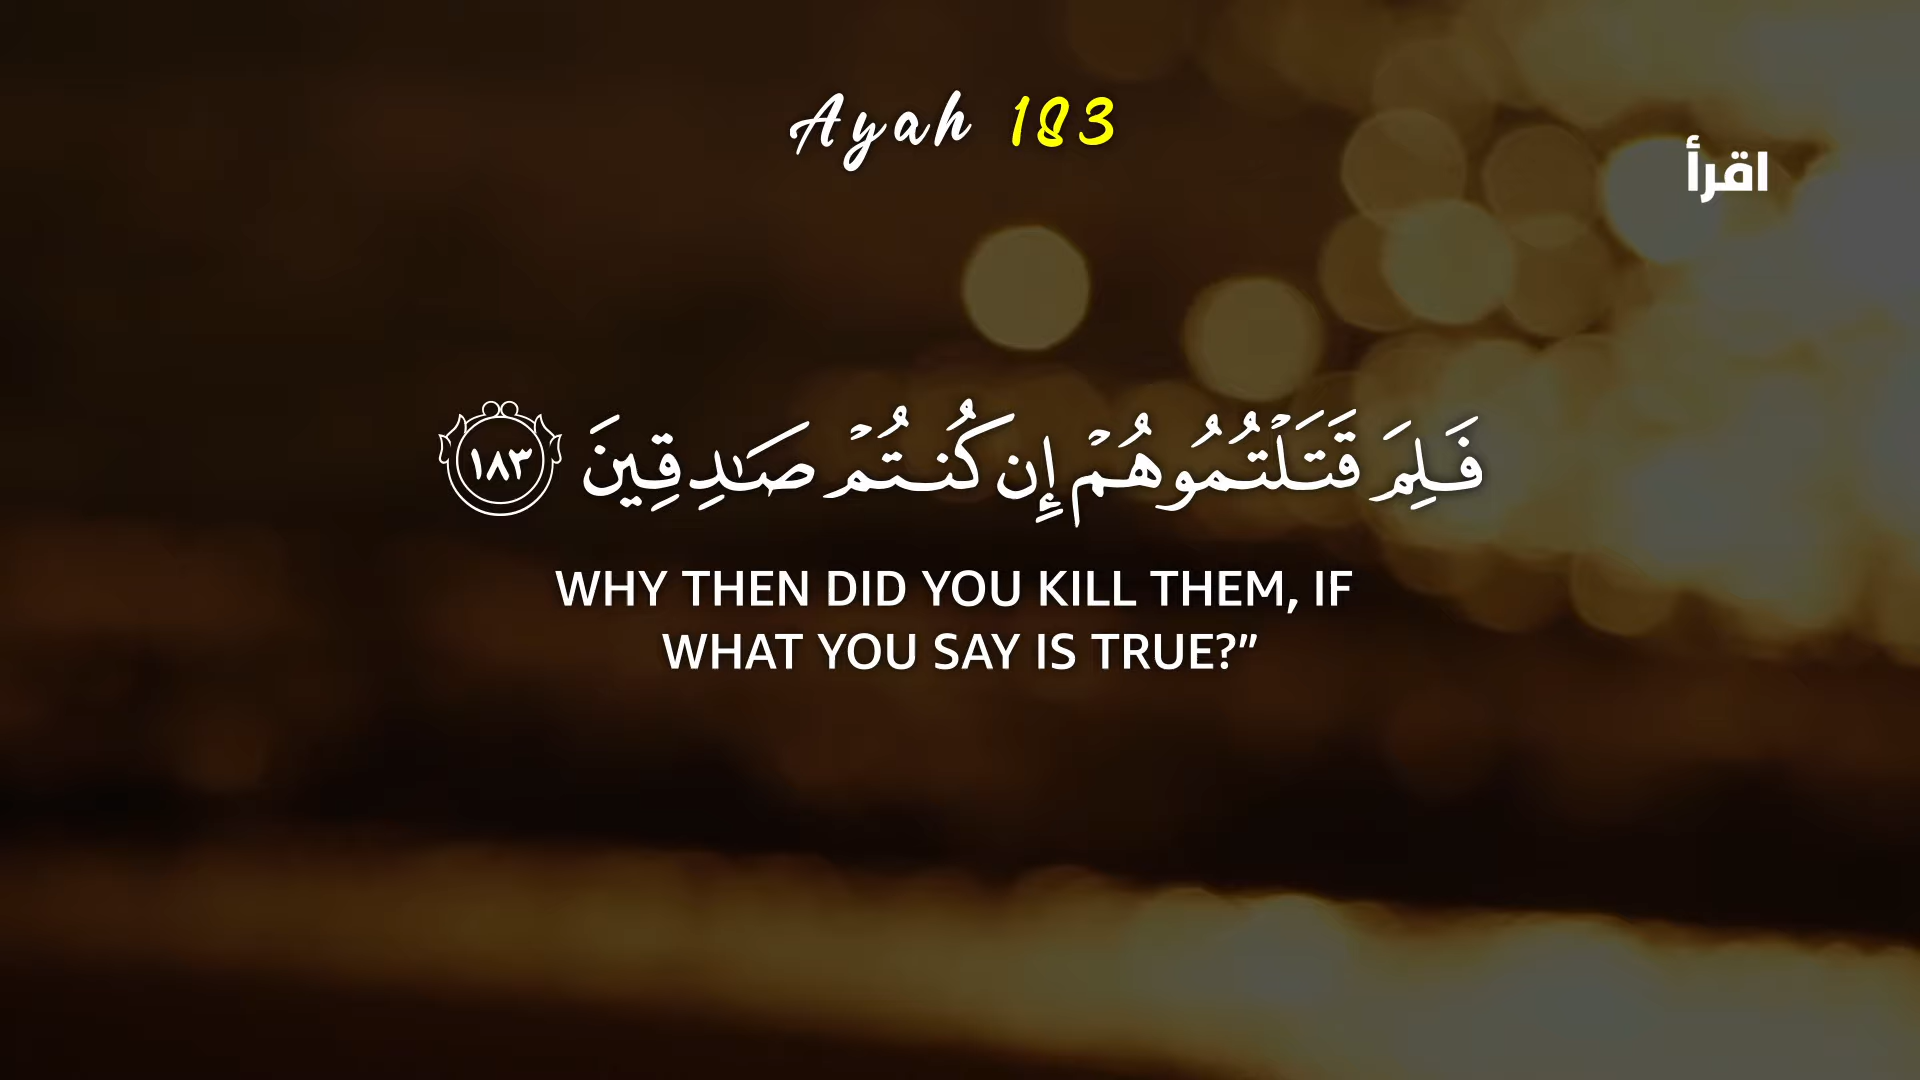 Ayah 183
اقرأ
فَلِمَ قَتَلْتُمُوهُمْ إِن كُنتُمْ صَـٰدِقِينَ ١٨٣
WHY THEN DID YOU KILL THEM, IF
WHAT YOU SAY IS TRUE?”